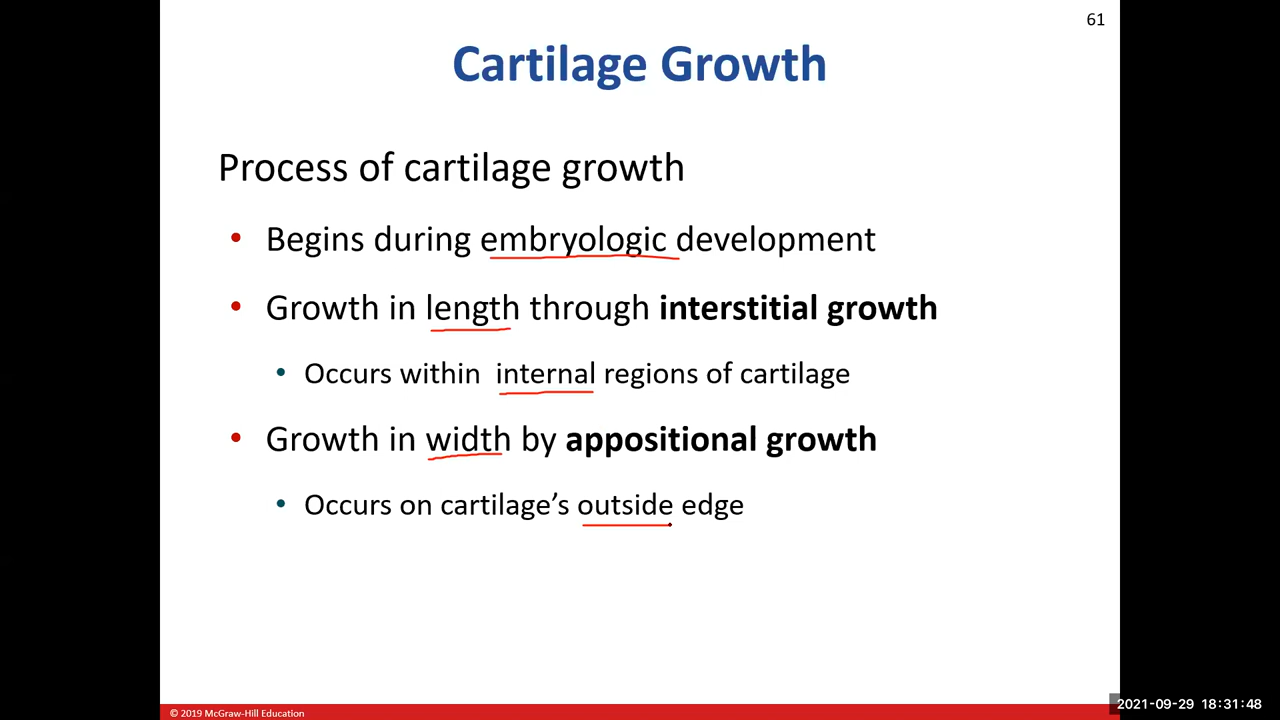 61
Cartilage Growth
Process of cartilage growth
• Begins during embryologic development
• Growth in length through interstitial growth
• Occurs within internal regions of cartilage
• Growth in width by appositional growth
• Occurs on cartilage’s outside edge
© 2019 McGraw-Hill Education
2021-09-29 18:31:48